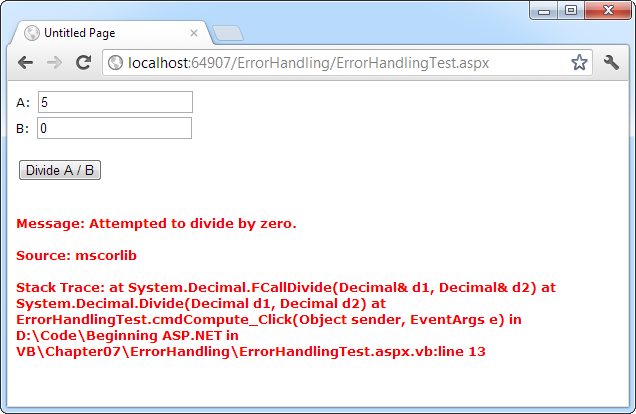 Untitled Page
localhost:64907/ErrorHandling/ErrorHandlingTest.aspx
A: 5
B: 0
Divide A / B
Message: Attempted to divide by zero.
Source: mscorlib
Stack Trace: at System.Decimal.FCallDivide(Decimal& d1, Decimal& d2) at
System.Decimal.Divide(Decimal d1, Decimal d2) at
ErrorHandlingTest.cmdCompute_Click(Object sender, EventArgs e) in
D:\Code\Beginning ASP.NET in
VB\Chapter07\ErrorHandling\ErrorHandlingTest.aspx.vb:line 13